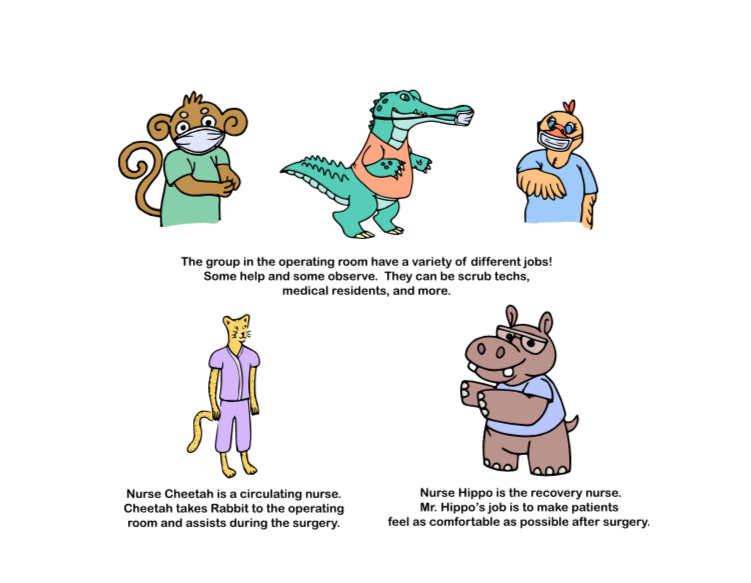 The group in the operating room have a variety of different jobs!
Some help and some observe. They can be scrub techs,
medical residents, and more.
Nurse Cheetah is a circulating nurse.
Cheetah takes Rabbit to the operating
room and assists during the surgery.
Nurse Hippo is the recovery nurse.
Mr. Hippo's job is to make patients
feel as comfortable as possible after surgery.